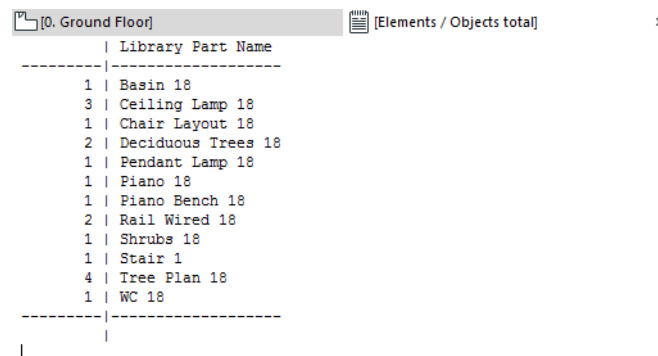 [0. Ground Floor] [Elements / Objects total]
| Library Part Name
---------|-------------------
1 | Basin 18
3 | Ceiling Lamp 18
1 | Chair Layout 18
2 | Deciduous Trees 18
1 | Pendant Lamp 18
1 | Piano 18
1 | Piano Bench 18
2 | Rail Wired 18
1 | Shrubs 18
1 | Stair 1
4 | Tree Plan 18
1 | WC 18
---------|-------------------
|